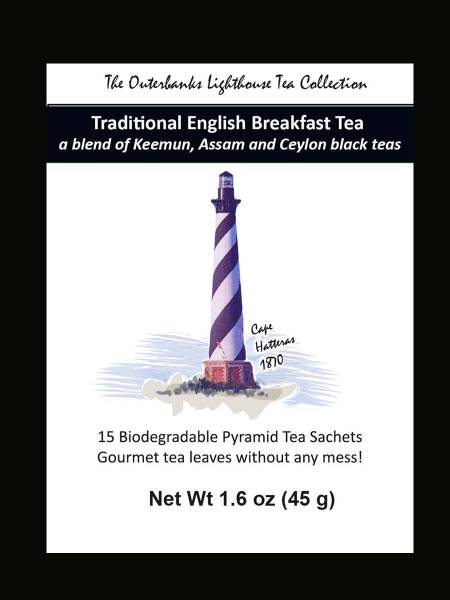 The Outerbanks Lighthouse Tea Collection
Traditional English Breakfast Tea
a blend of Keemun, Assam and Ceylon black teas
Cape
Hatteras
1870
15 Biodegradable Pyramid Tea Sachets
Gourmet tea leaves without any mess!
Net Wt 1.6 oz (45 g)